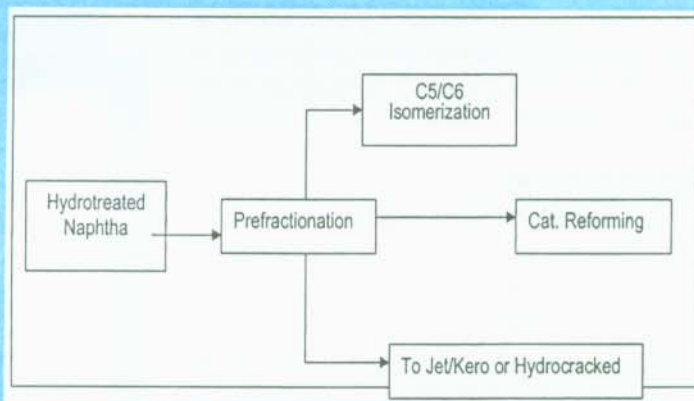 C5/C6
Isomerization
Hydrotreated
Naphtha
Prefractionation
Cat. Reforming
To Jet/Kero or Hydrocracked